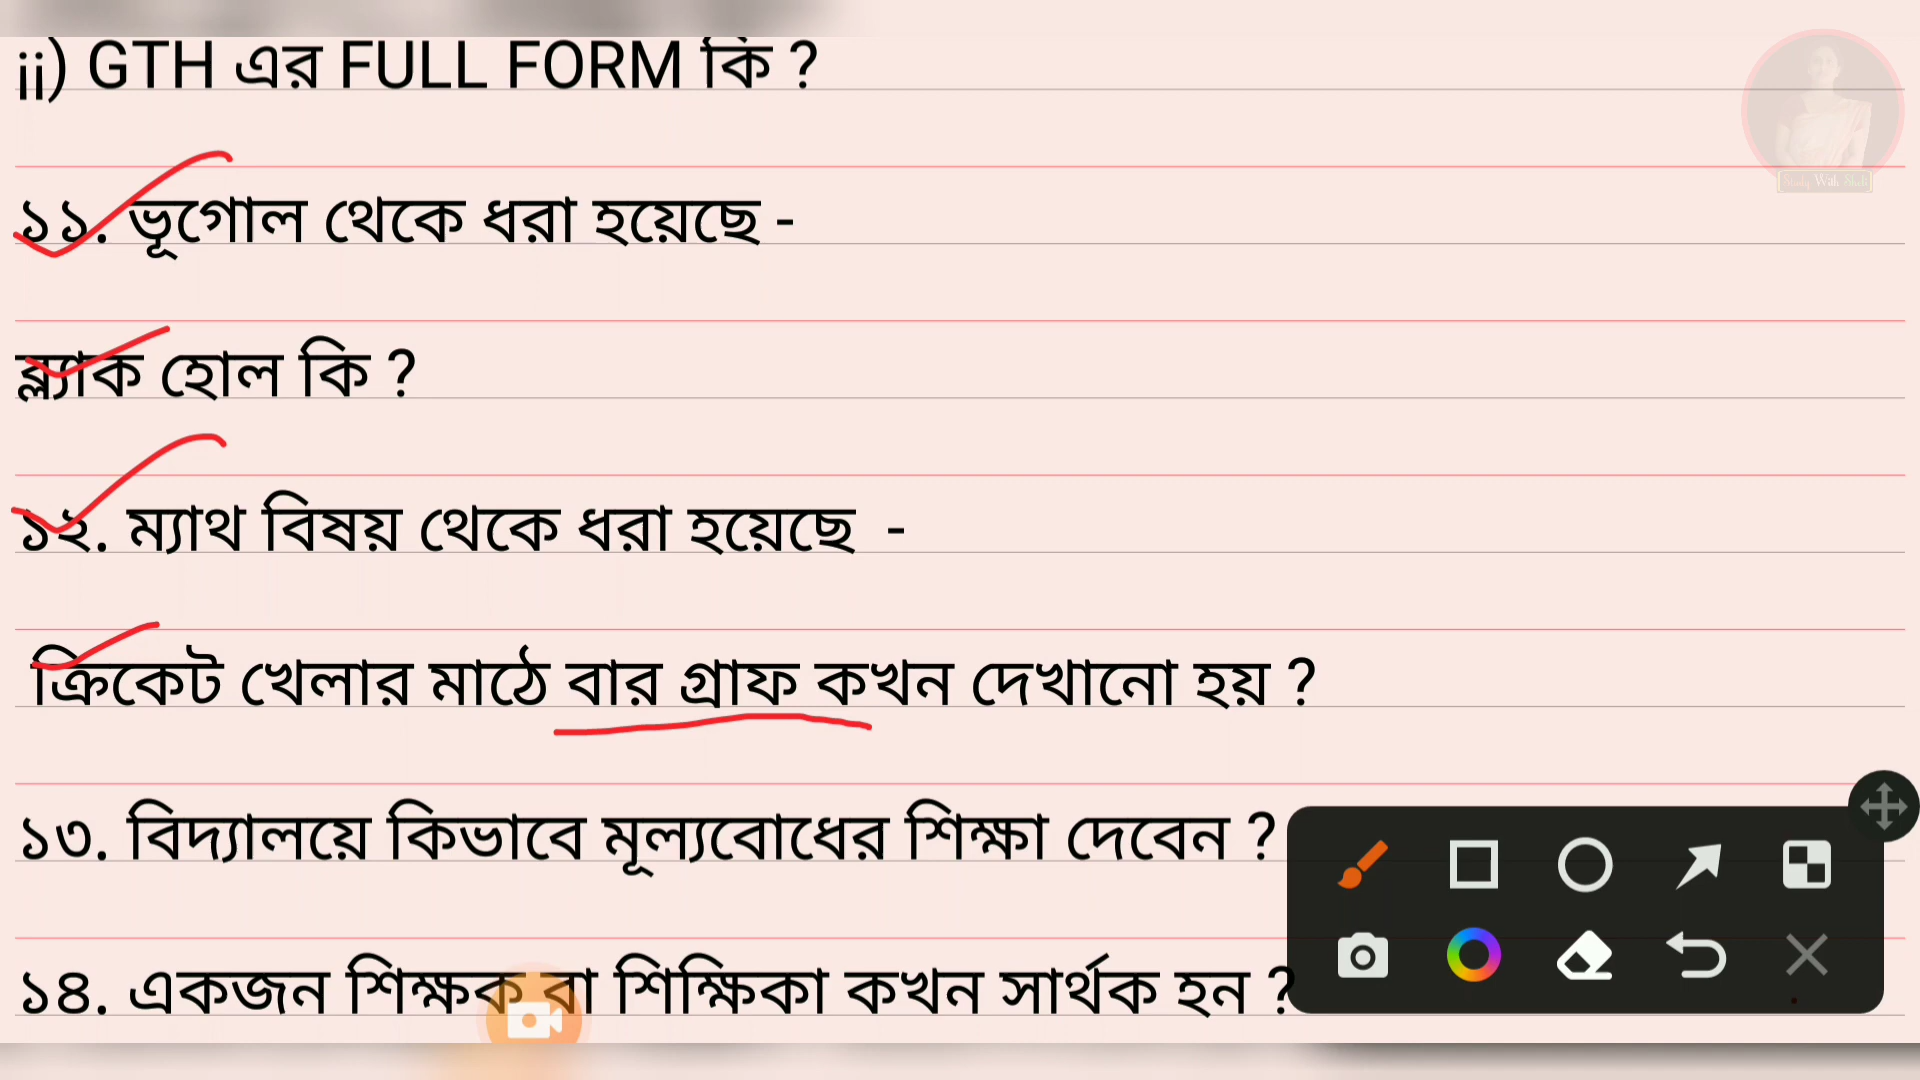 ii) GTH এর FULL FORM কি ?
১১. ভূগোল থেকে ধরা হয়েছে -
ব্ল্যাক হোল কি ?
১২. ম্যাথ বিষয় থেকে ধরা হয়েছে -
ক্রিকেট খেলার মাঠে বার গ্রাফ কখন দেখানো হয় ?
১৩. বিদ্যালয়ে কিভাবে মূল্যবোধের শিক্ষা দেবেন ?
১৪. একজন শিক্ষক বা শিক্ষিকা কখন সার্থক হন ?